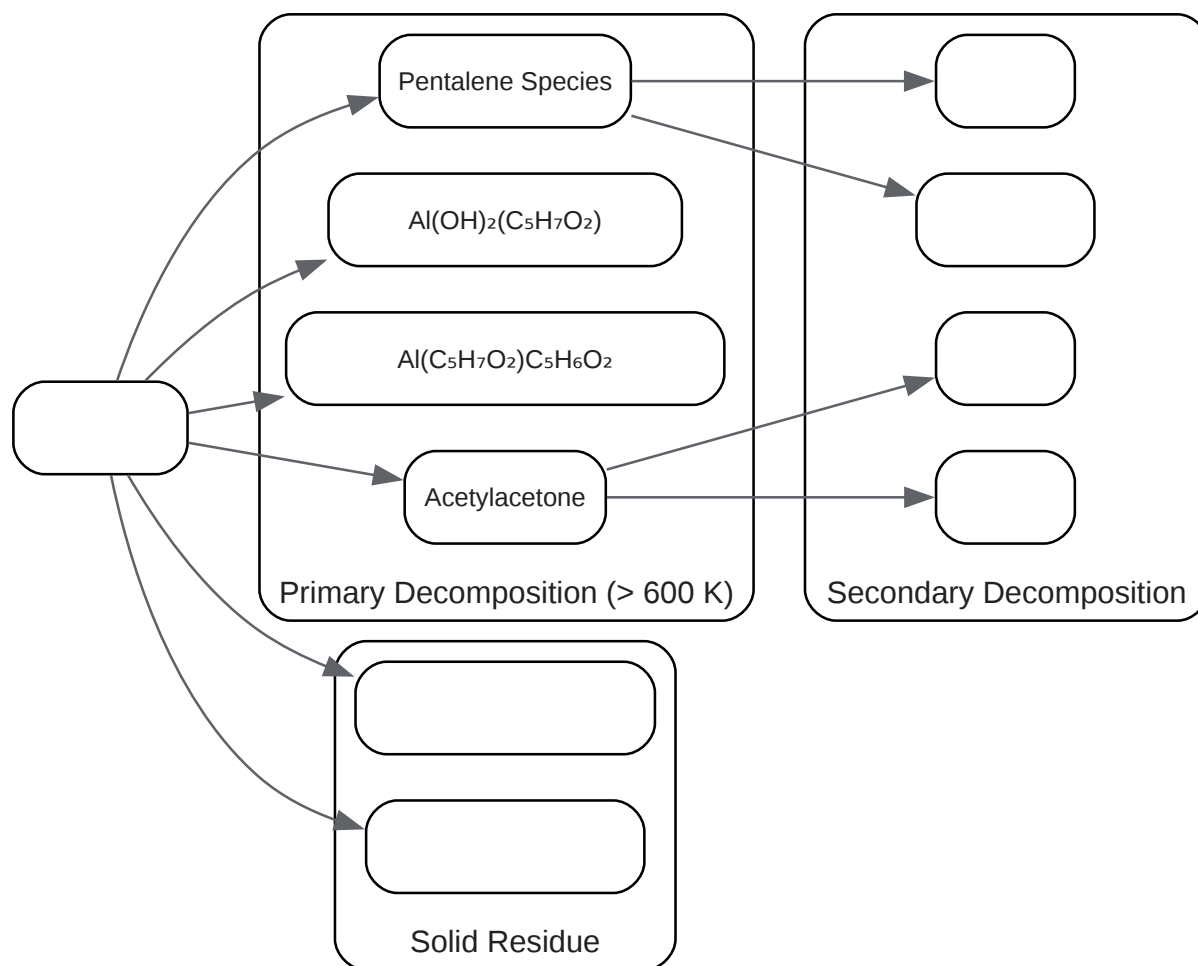 Pentalene Species
Al(OH)₂(C₅H₇O₂)
Al(C₅H₇O₂)C₅H₆O₂
Acetylacetone
Primary Decomposition (> 600 K)
Secondary Decomposition
Solid Residue